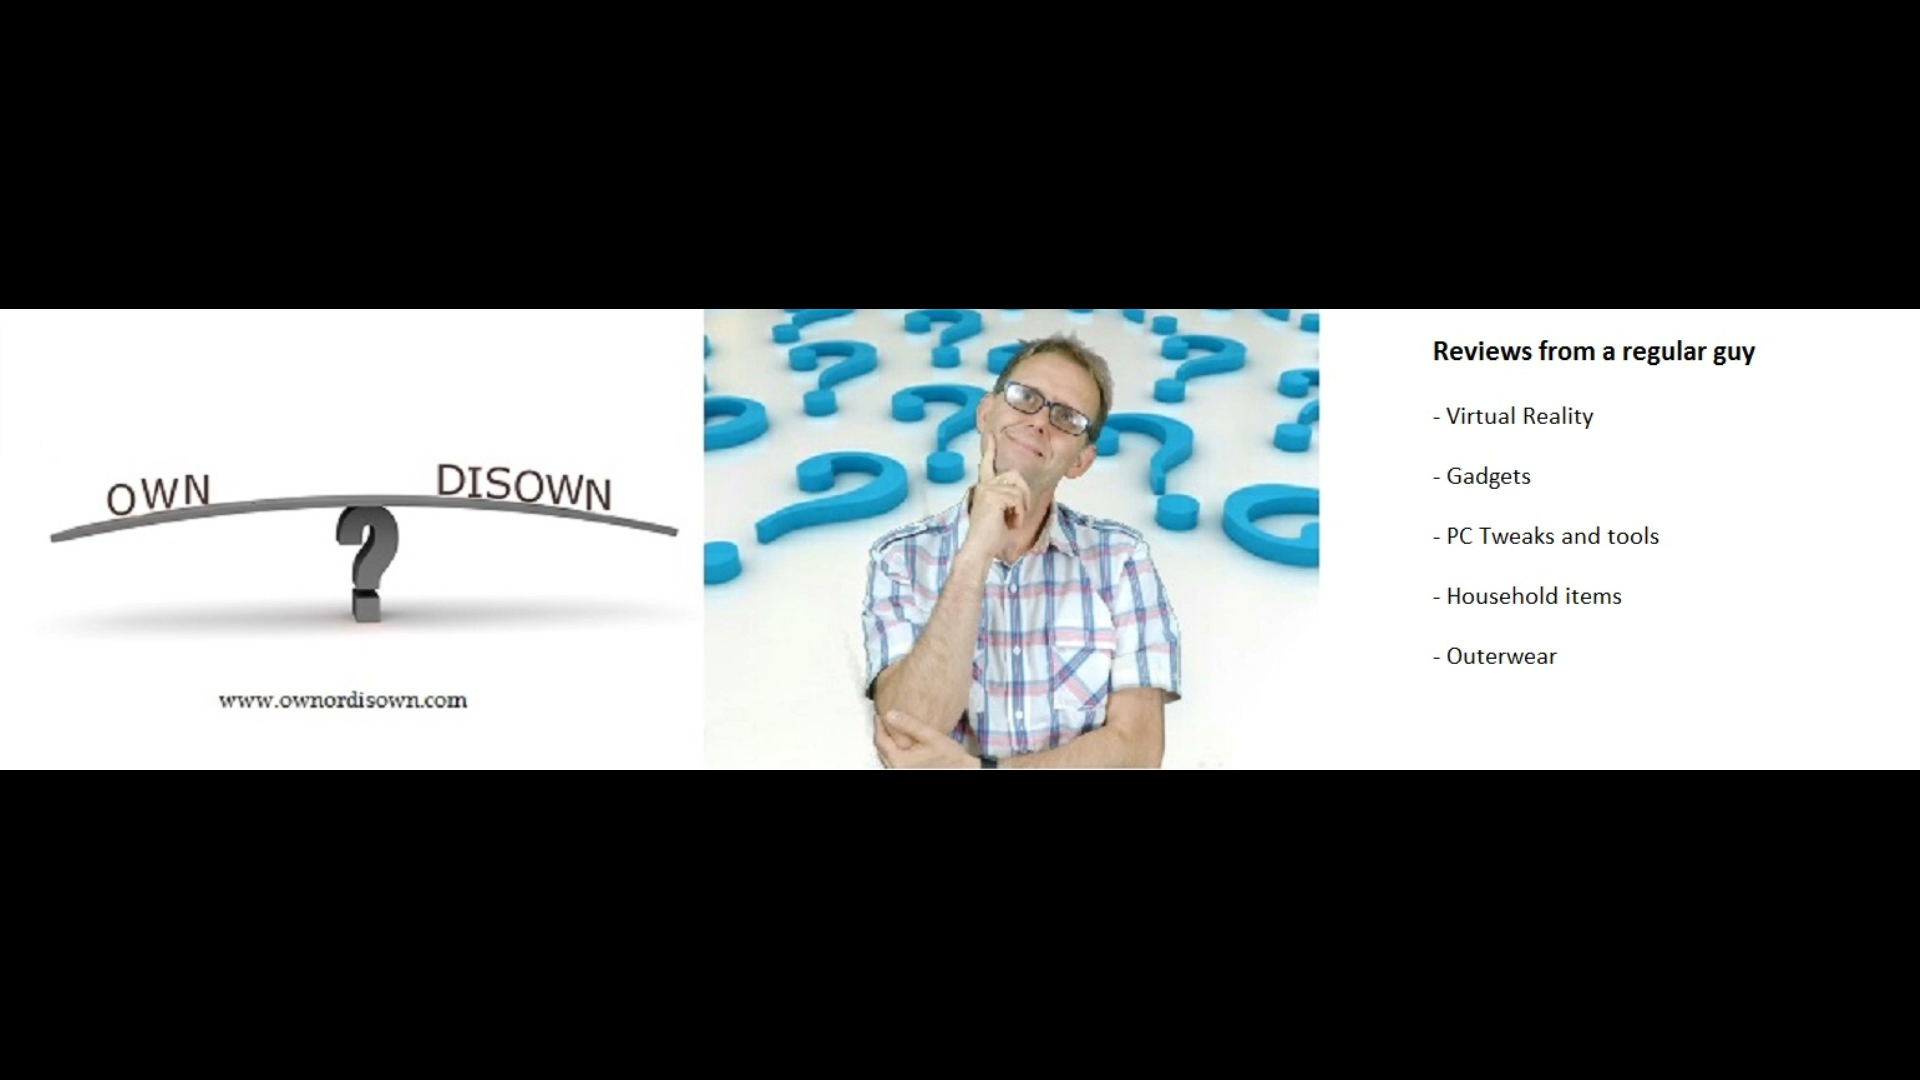 OWN
DISOWN
www.ownordisown.com
Reviews from a regular guy
- Virtual Reality
- Gadgets
- PC Tweaks and tools
- Household items
- Outerwear